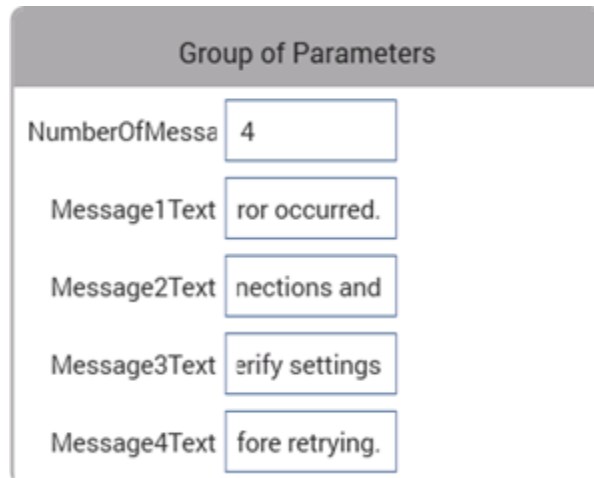 Group of Parameters
NumberOfMessa 4
Message1Text ror occurred.
Message2Text nections and
Message3Text erify settings
Message4Text fore retrying.